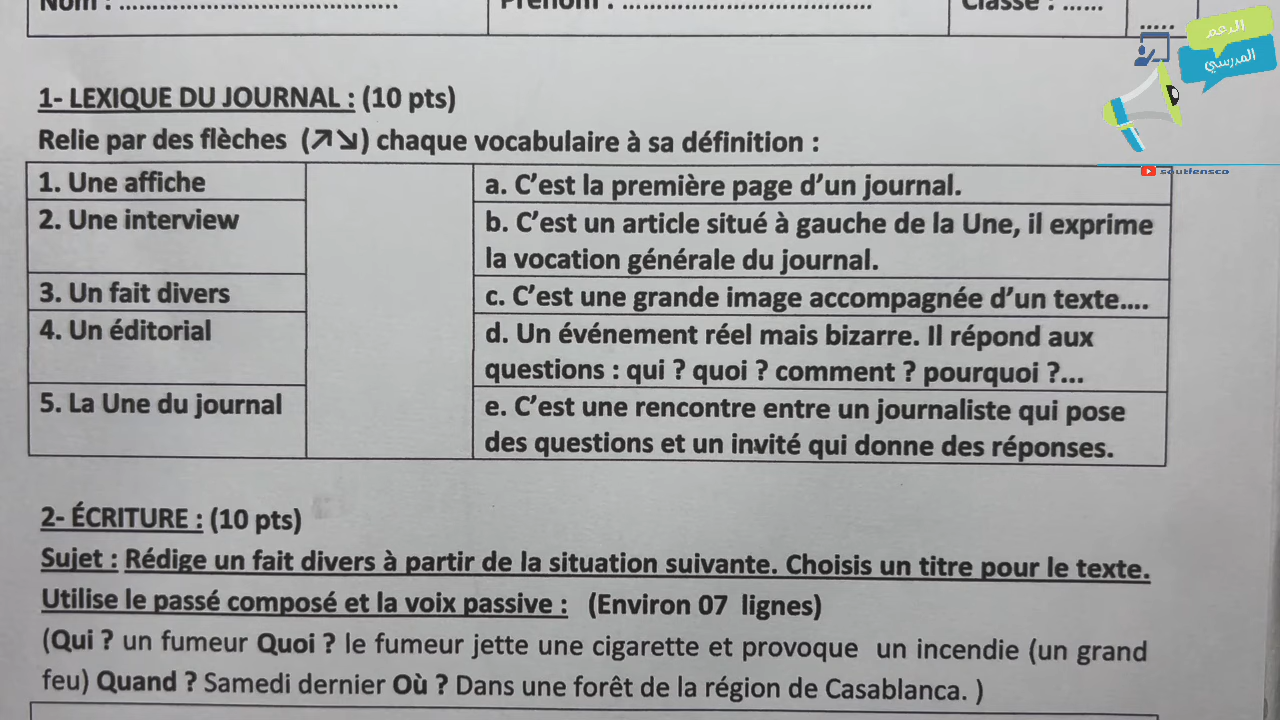 Nom : ……………………………………
Prénom : ……………………………………
Classe : ……
…..
الدعم
المدرسي
soutiensco
1- LEXIQUE DU JOURNAL : (10 pts)
Relie par des flèches (↗↘) chaque vocabulaire à sa définition :
1. Une affiche
a. C’est la première page d’un journal.
2. Une interview
b. C’est un article situé à gauche de la Une, il exprime
la vocation générale du journal.
3. Un fait divers
c. C’est une grande image accompagnée d’un texte….
4. Un éditorial
d. Un événement réel mais bizarre. Il répond aux
questions : qui ? quoi ? comment ? pourquoi ?...
5. La Une du journal
e. C’est une rencontre entre un journaliste qui pose
des questions et un invité qui donne des réponses.
2- ÉCRITURE : (10 pts)
Sujet : Rédige un fait divers à partir de la situation suivante. Choisis un titre pour le texte.
Utilise le passé composé et la voix passive : (Environ 07 lignes)
(Qui ? un fumeur Quoi ? le fumeur jette une cigarette et provoque un incendie (un grand
feu) Quand ? Samedi dernier Où ? Dans une forêt de la région de Casablanca. )